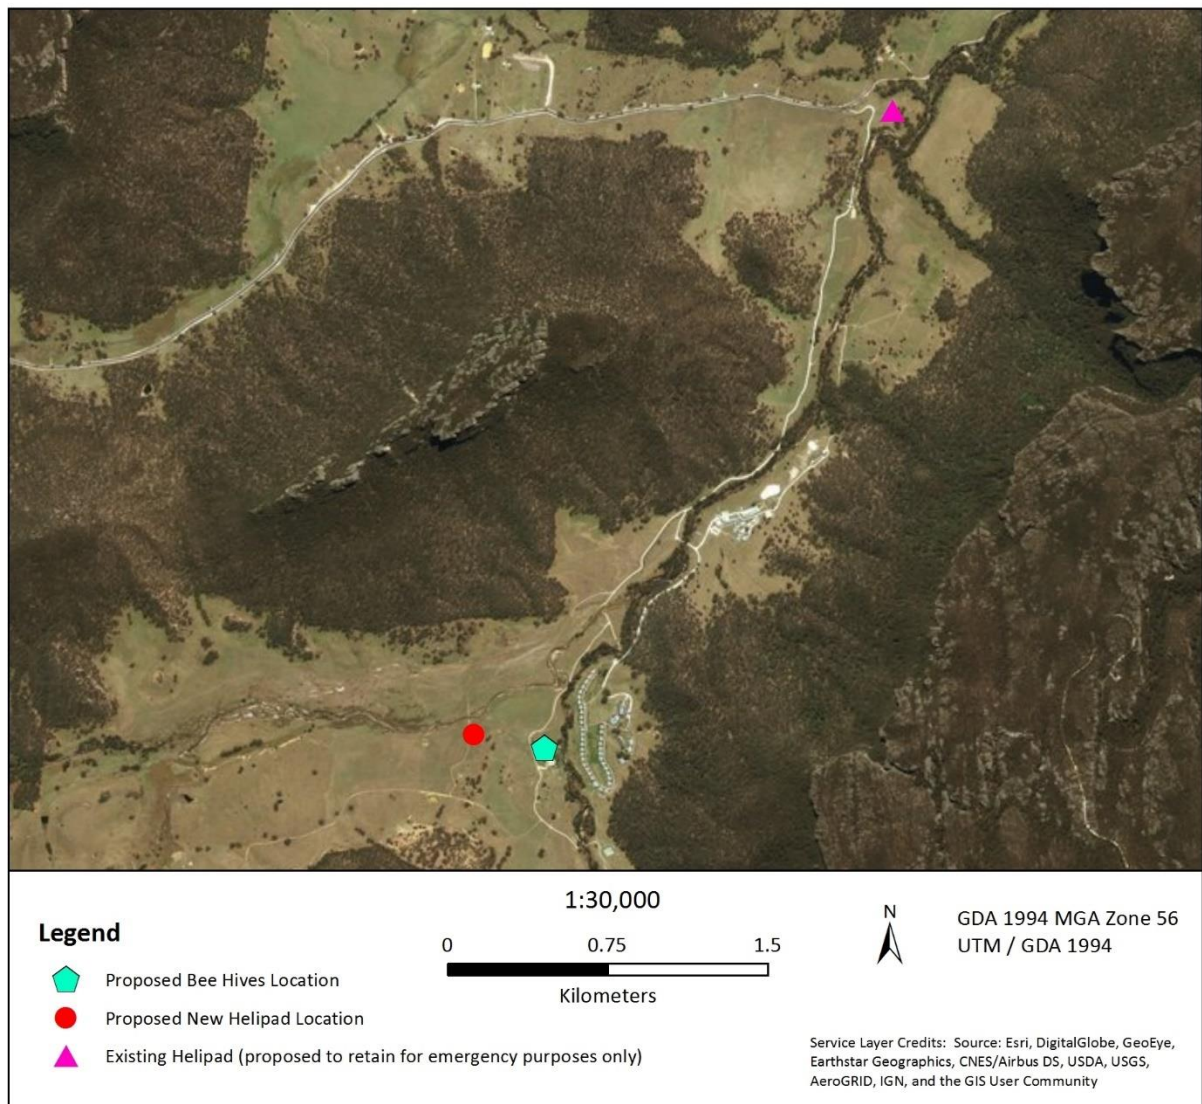 1:30,000
Legend
0 0.75 1.5
Kilometers
N
GDA 1994 MGA Zone 56
UTM / GDA 1994
Proposed Bee Hives Location
Proposed New Helipad Location
Existing Helipad (proposed to retain for emergency purposes only)
Service Layer Credits: Source: Esri, DigitalGlobe, GeoEye,
Earthstar Geographics, CNES/Airbus DS, USDA, USGS,
AeroGRID, IGN, and the GIS User Community